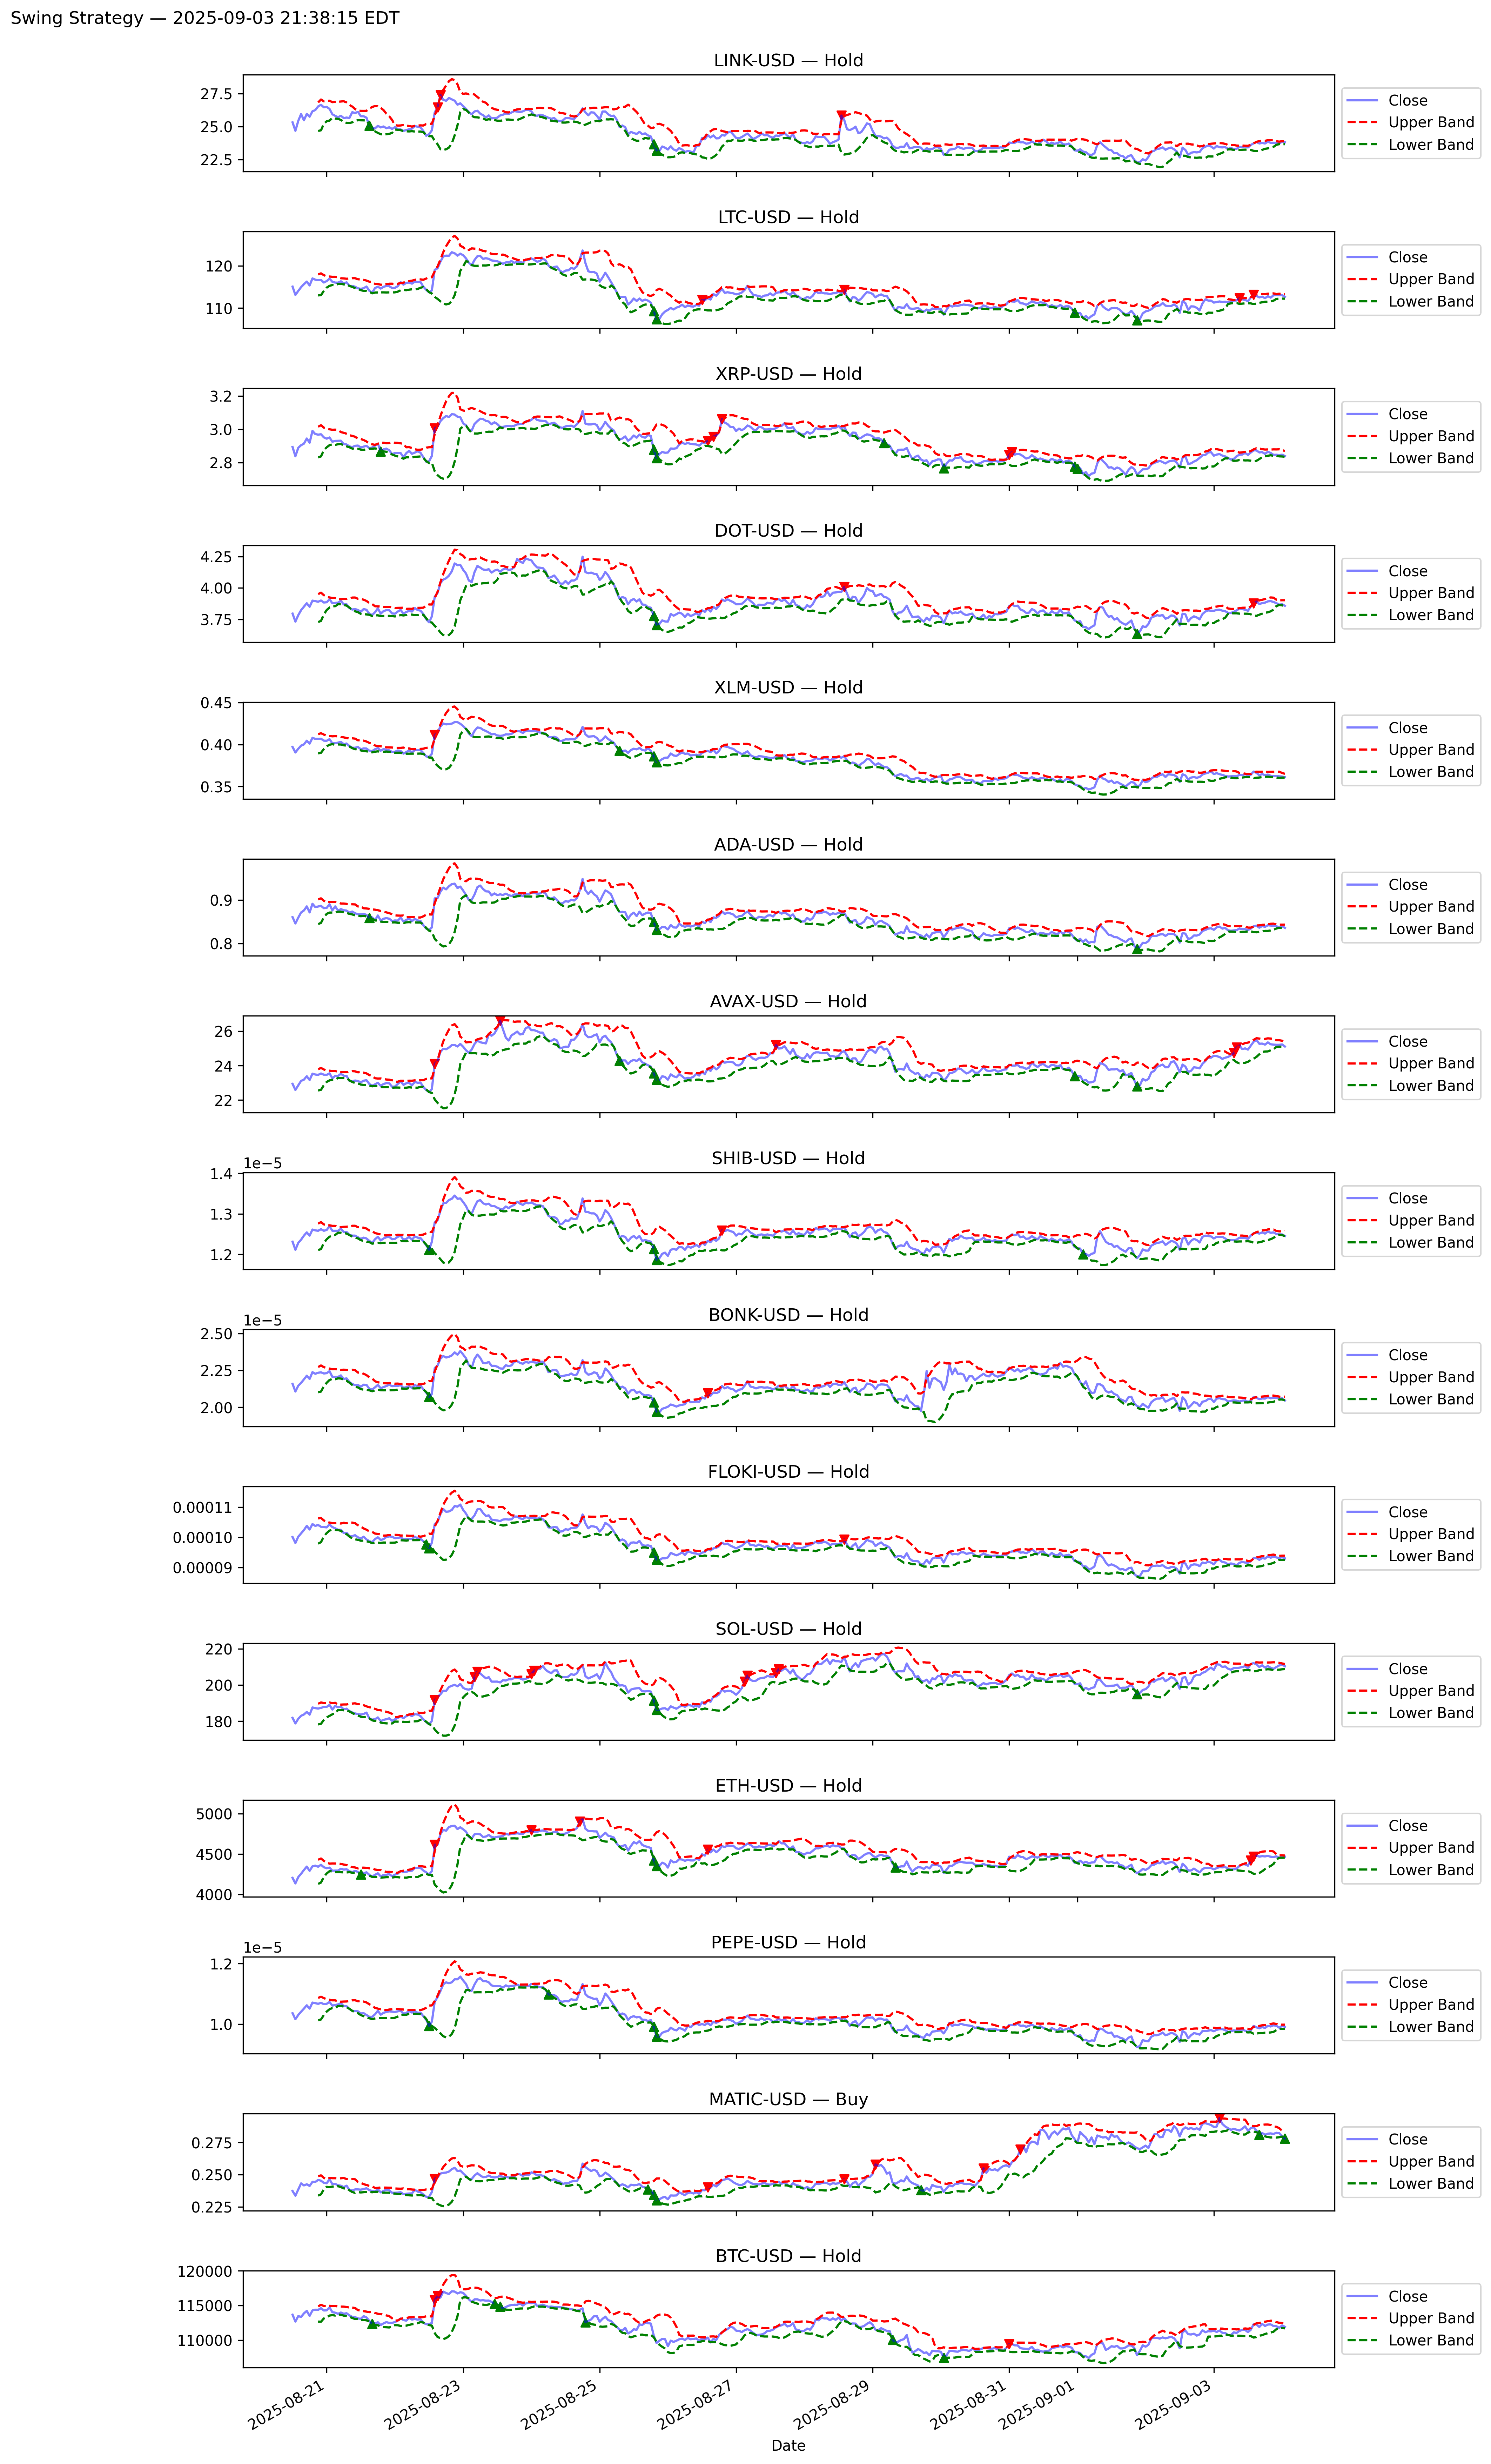 Swing Strategy — 2025-09-03 21:38:15 EDT
LINK-USD — Hold
27.5
25.0
22.5
Close
Upper Band
Lower Band
LTC-USD — Hold
120
110
Close
Upper Band
Lower Band
XRP-USD — Hold
3.2
3.0
2.8
Close
Upper Band
Lower Band
DOT-USD — Hold
4.25
4.00
3.75
Close
Upper Band
Lower Band
XLM-USD — Hold
0.45
0.40
0.35
Close
Upper Band
Lower Band
ADA-USD — Hold
0.9
0.8
Close
Upper Band
Lower Band
AVAX-USD — Hold
26
24
22
Close
Upper Band
Lower Band
SHIB-USD — Hold
1e−5
1.4
1.3
1.2
Close
Upper Band
Lower Band
BONK-USD — Hold
1e−5
2.50
2.25
2.00
Close
Upper Band
Lower Band
FLOKI-USD — Hold
0.00011
0.00010
0.00009
Close
Upper Band
Lower Band
SOL-USD — Hold
220
200
180
Close
Upper Band
Lower Band
ETH-USD — Hold
5000
4500
4000
Close
Upper Band
Lower Band
PEPE-USD — Hold
1e−5
1.2
1.0
Close
Upper Band
Lower Band
MATIC-USD — Buy
0.275
0.250
0.225
Close
Upper Band
Lower Band
BTC-USD — Hold
120000
115000
110000
Close
Upper Band
Lower Band
2025-08-21
2025-08-23
2025-08-25
2025-08-27
2025-08-29
2025-08-31
2025-09-01
2025-09-03
Date